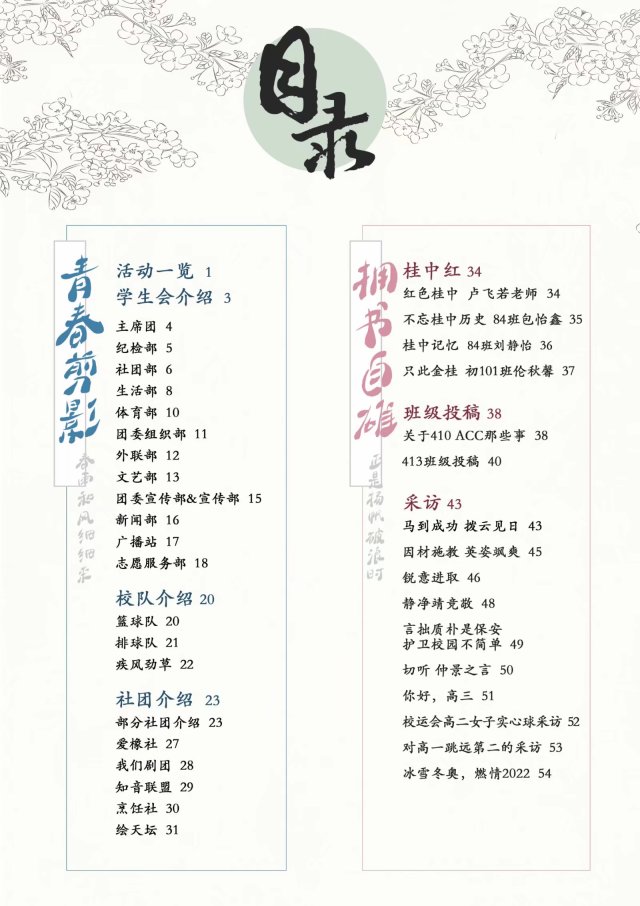 目录
青春剪影
春雨和风细细来
活动一览 1
学生会介绍 3
主席团 4
纪检部 5
社团部 6
生活部 8
体育部 10
团委组织部 11
外联部 12
文艺部 13
团委宣传部&宣传部 15
新闻部 16
广播站 17
志愿服务部 18
校队介绍 20
篮球队 20
排球队 21
疾风劲草 22
社团介绍 23
部分社团介绍 23
爱橡社 27
我们剧团 28
知音联盟 29
烹饪社 30
绘天坛 31
拥书自雄
正是扬帆破浪时
桂中红 34
红色桂中 卢飞若老师 34
不忘桂中历史 84班包怡鑫 35
桂中记忆 84班刘静怡 36
只此金桂 初101班伦秋馨 37
班级投稿 38
关于410 ACC那些事 38
413班级投稿 40
采访 43
马到成功 拨云见日 43
因材施教 英姿飒爽 45
锐意进取 46
静净靖竞敬 48
言拙质朴是保安
护卫校园不简单 49
切听 仲景之言 50
你好，高三 51
校运会高二女子实心球采访 52
对高一跳远第二的采访 53
冰雪冬奥，燃情2022 54